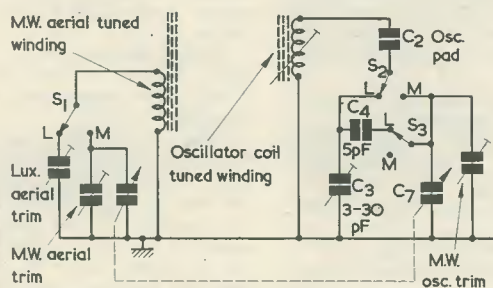 M.W. aerial tuned
winding
S1
L
M
Lux.
aerial
trim
M.W. aerial
trim
Oscillator coil
tuned winding
C2 Osc.
pad
S2
L
M
C4
5pF
L
S3
M
C3
3-30
pF
C7
M.W.
osc. trim